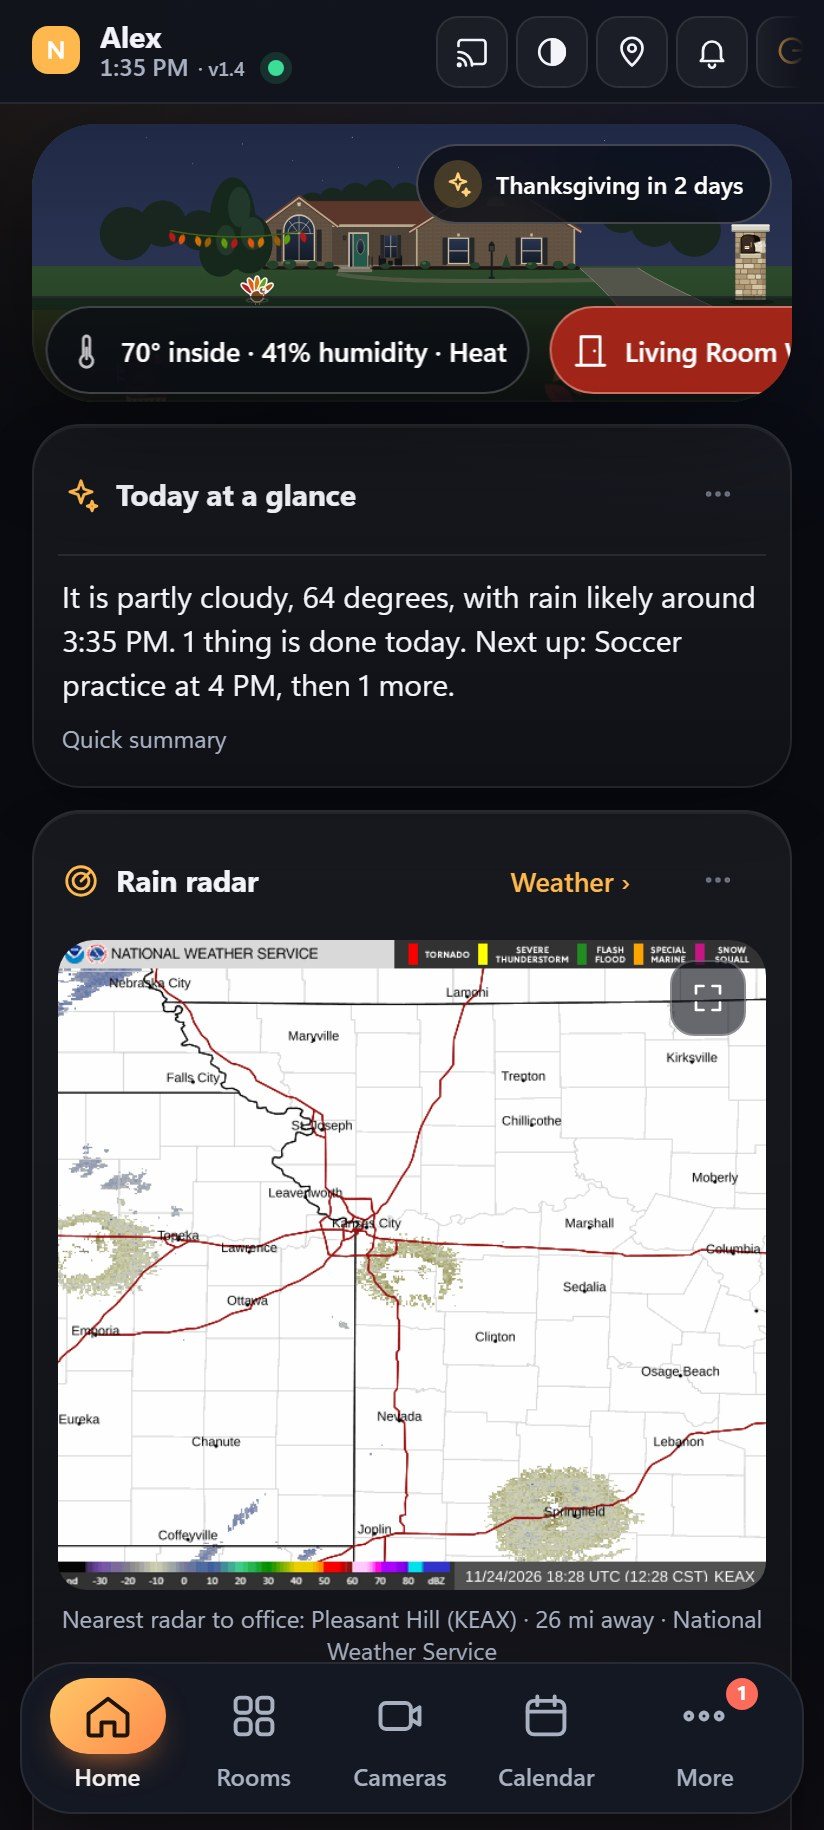 N
Alex
1:35 PM · v1.4
Thanksgiving in 2 days
70° inside · 41% humidity · Heat
Living Room
Today at a glance
It is partly cloudy, 64 degrees, with rain likely around
3:35 PM. 1 thing is done today. Next up: Soccer
practice at 4 PM, then 1 more.
Quick summary
Rain radar
Weather ›
NATIONAL WEATHER SERVICE
TORNADO
SEVERE THUNDERSTORM
FLASH FLOOD
SPECIAL MARINE
SNOW SQUALL
Nebraska City
Lamoni
Maryville
Kirksville
Falls City
Trenton
Chillicothe
St. Joseph
Moberly
Leavenworth
Kansas City
Marshall
Topeka
Lawrence
Columbia
Sedalia
Ottawa
Emporia
Clinton
Osage Beach
Eureka
Nevada
Chanute
Lebanon
Springfield
Joplin
Coffeyville
-30 -20 -10 0 10 20 30 40 50 60 70 80 dBZ
11/24/2026 18:28 UTC (12:28 CST) KEAX
Nearest radar to office: Pleasant Hill (KEAX) · 26 mi away · National
Weather Service
1
Home
Rooms
Cameras
Calendar
More